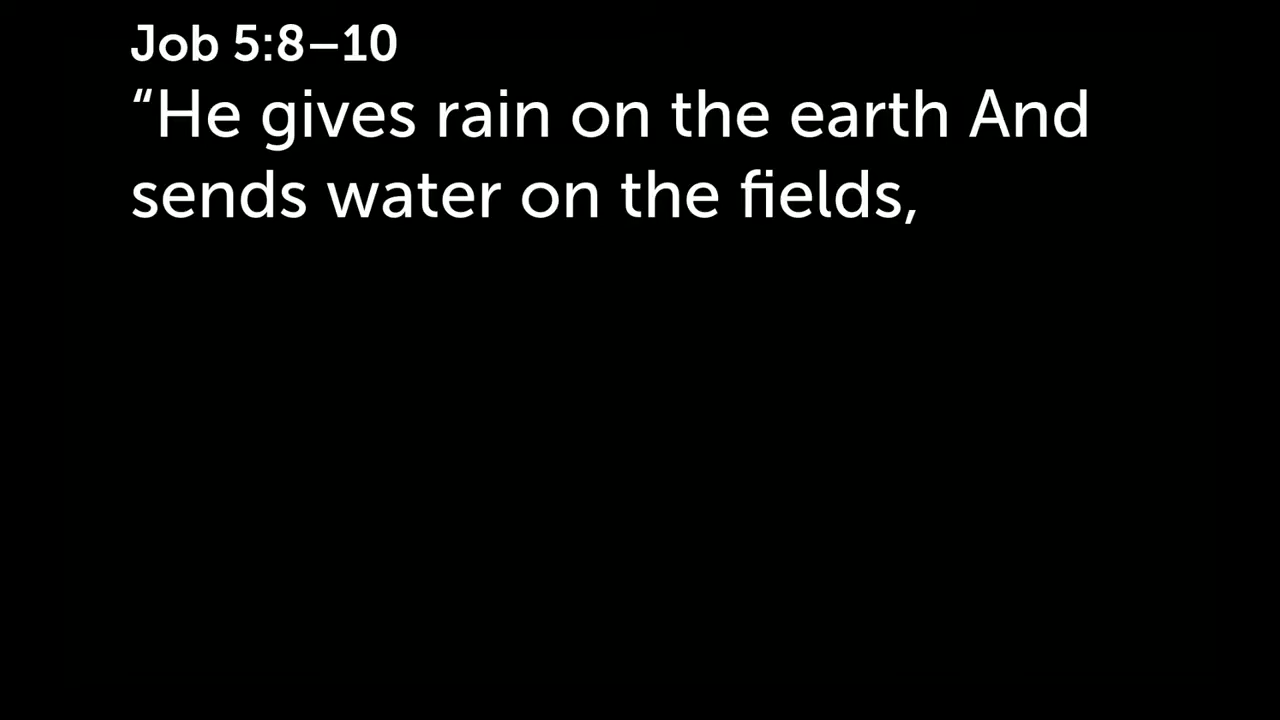 Job 5:8–10
“He gives rain on the earth And
sends water on the fields,